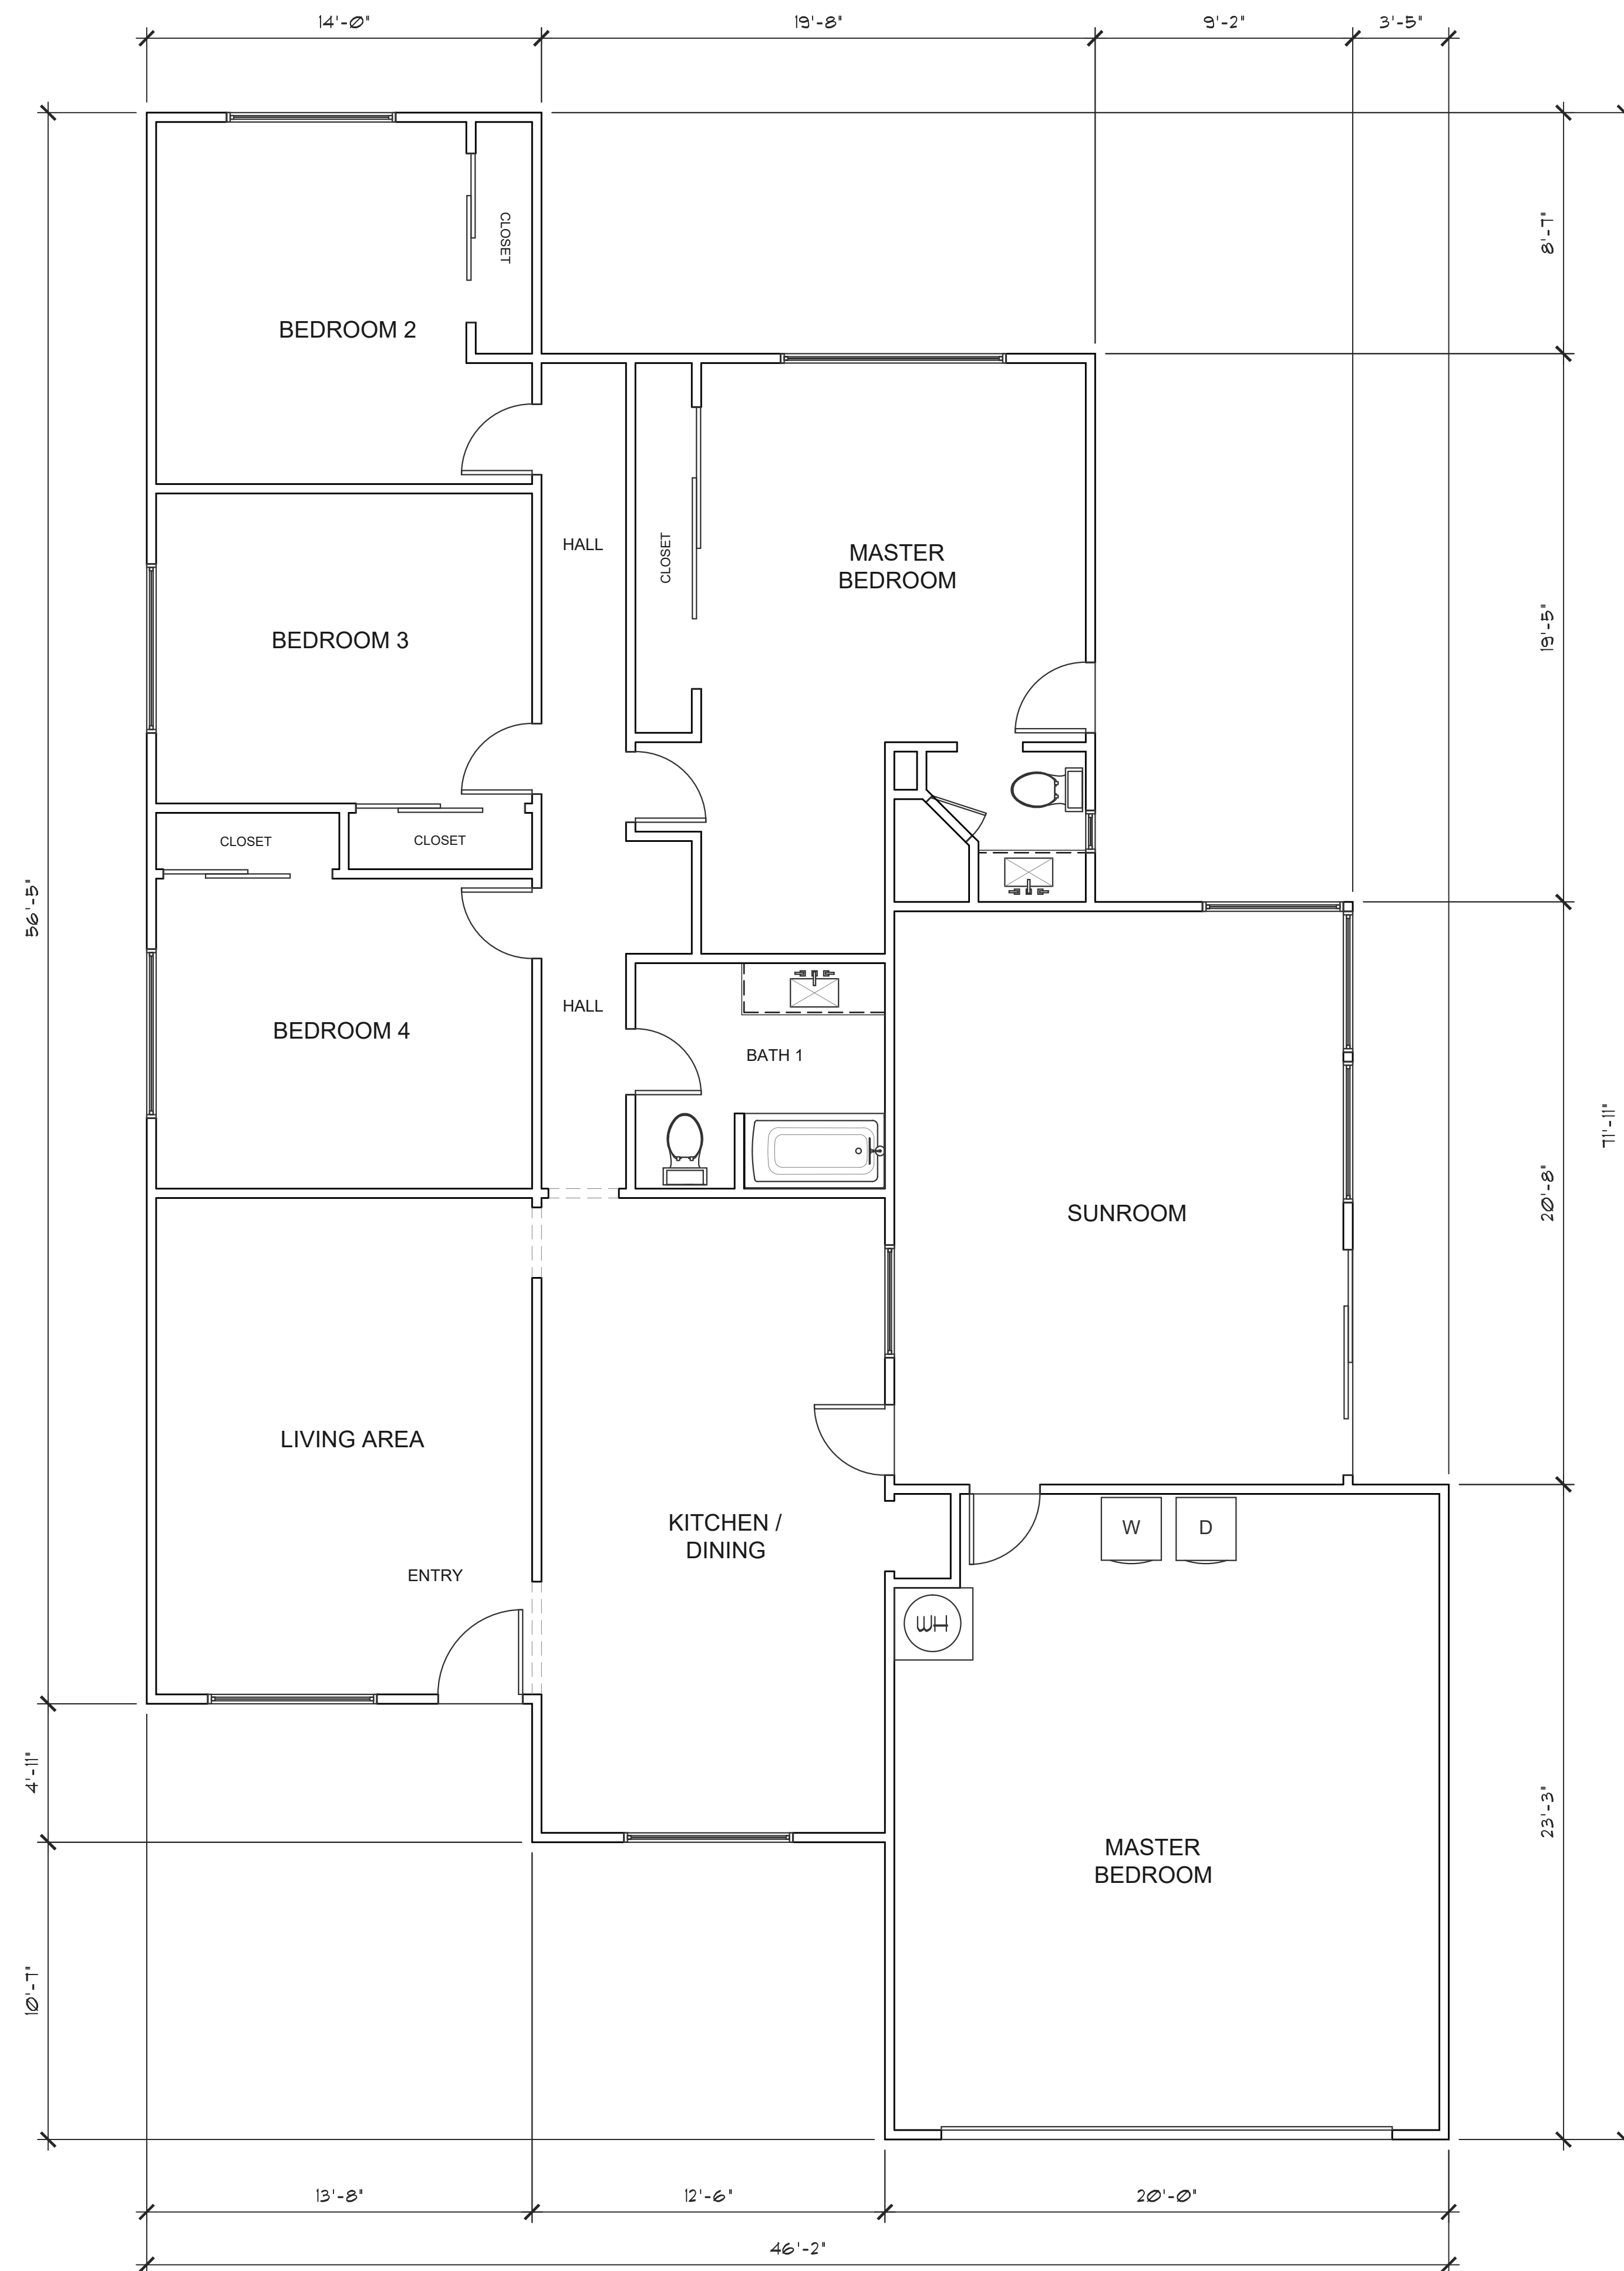 14'-0"
19'-8"
9'-2"
3'-5"
8'-7"
CLOSET
BEDROOM 2
HALL
CLOSET
MASTER
BEDROOM
19'-5"
BEDROOM 3
CLOSET
CLOSET
56'-5"
HALL
BEDROOM 4
BATH 1
71'-11"
20'-8"
SUNROOM
LIVING AREA
KITCHEN /
DINING
W
D
ENTRY
WH
4'-11"
23'-3"
MASTER
BEDROOM
10'-7"
13'-8"
12'-6"
20'-0"
46'-2"